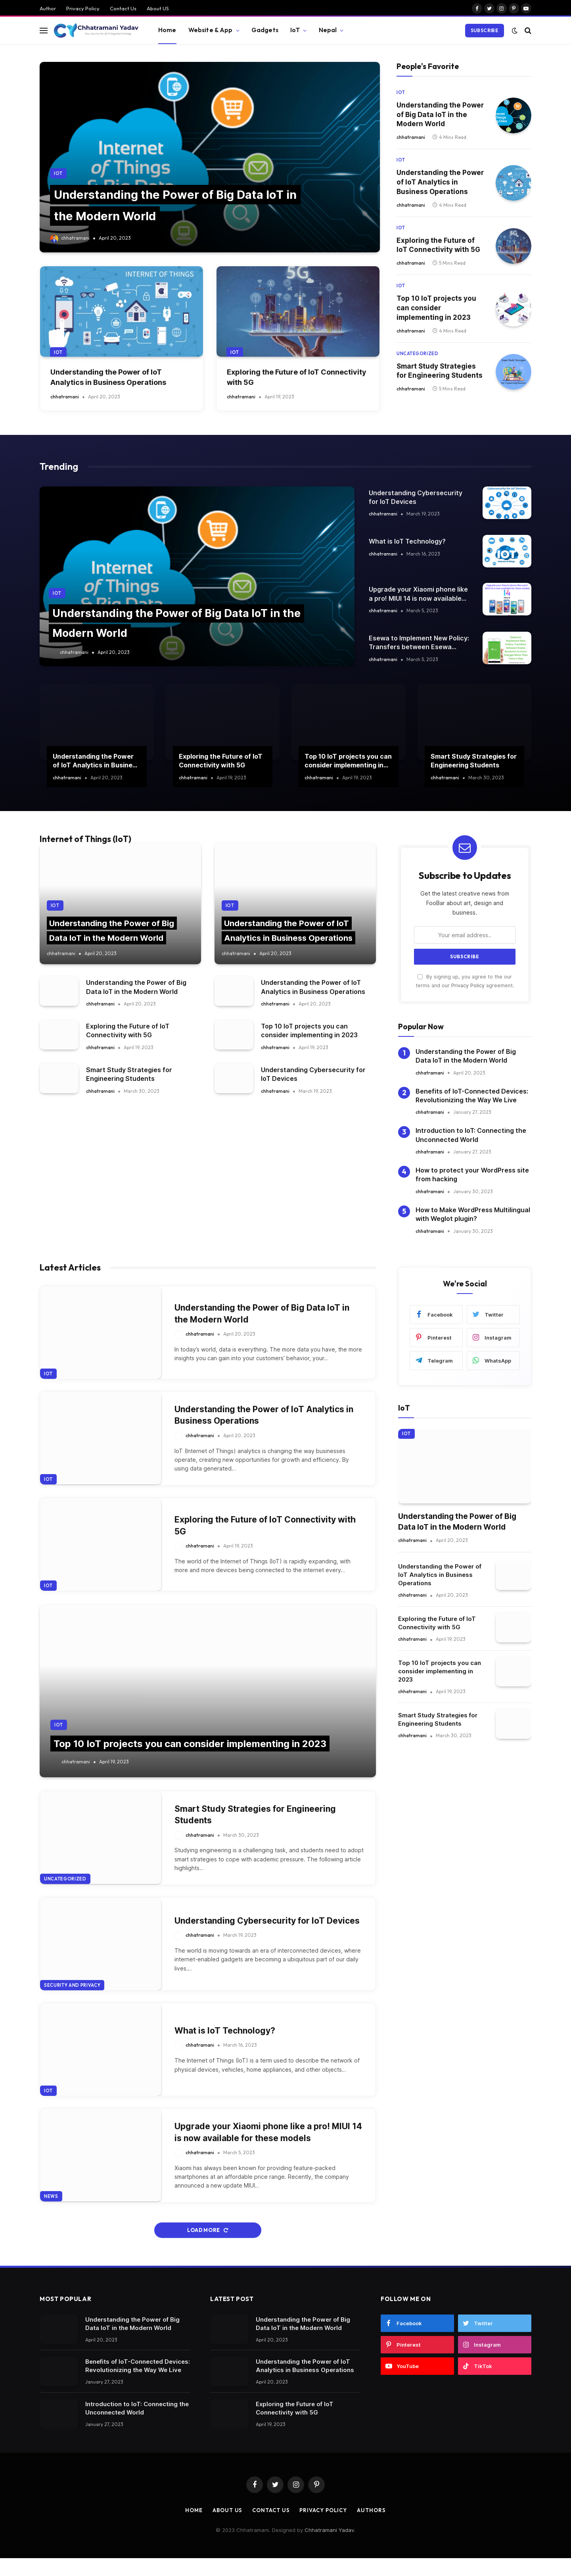 Author Privacy Policy Contact Us About US
Chhatramani Yadav
Home Website & App Gadgets IoT Nepal
SUBSCRIBE
INTERNET OF Things
IOT
Understanding the Power of Big Data IoT in
the Modern World
chhatramani April 20, 2023
INTERNET OF THINGS
IOT
Understanding the Power of IoT
Analytics in Business Operations
chhatramani April 20, 2023
5G
IOT
Exploring the Future of IoT Connectivity
with 5G
chhatramani April 19, 2023
People's Favorite
IOT
Understanding the Power
of Big Data IoT in the
Modern World
chhatramani 4 Mins Read
IOT
Understanding the Power
of IoT Analytics in
Business Operations
chhatramani 4 Mins Read
IOT
Exploring the Future of
IoT Connectivity with 5G
chhatramani 5 Mins Read
IOT
Top 10 IoT projects you
can consider
implementing in 2023
chhatramani 4 Mins Read
UNCATEGORIZED
Smart Study Strategies
for Engineering Students
chhatramani 5 Mins Read
Trending
Internet of Things
IOT
Understanding the Power of Big Data IoT in the
Modern World
chhatramani April 20, 2023
Understanding Cybersecurity
for IoT Devices
chhatramani March 19, 2023
What is IoT Technology?
chhatramani March 16, 2023
Upgrade your Xiaomi phone like
a pro! MIUI 14 is now available...
chhatramani March 5, 2023
Esewa to Implement New Policy:
Transfers between Esewa...
chhatramani March 5, 2023
Understanding the Power
of IoT Analytics in Busine...
chhatramani April 20, 2023
Exploring the Future of IoT
Connectivity with 5G
chhatramani April 19, 2023
Top 10 IoT projects you can
consider implementing in...
chhatramani April 19, 2023
Smart Study Strategies for
Engineering Students
chhatramani March 30, 2023
Internet of Things (IoT)
IOT
Understanding the Power of Big
Data IoT in the Modern World
chhatramani April 20, 2023
IOT
Understanding the Power of IoT
Analytics in Business Operations
chhatramani April 20, 2023
Understanding the Power of Big
Data IoT in the Modern World
chhatramani April 20, 2023
Understanding the Power of IoT
Analytics in Business Operations
chhatramani April 20, 2023
Exploring the Future of IoT
Connectivity with 5G
chhatramani April 19, 2023
Top 10 IoT projects you can
consider implementing in 2023
chhatramani April 19, 2023
Smart Study Strategies for
Engineering Students
chhatramani March 30, 2023
Understanding Cybersecurity for
IoT Devices
chhatramani March 19, 2023
Subscribe to Updates
Get the latest creative news from
FooBar about art, design and
business.
Your email address..
SUBSCRIBE
By signing up, you agree to the our
terms and our Privacy Policy agreement.
Popular Now
1 Understanding the Power of Big
Data IoT in the Modern World
chhatramani April 20, 2023
2 Benefits of IoT-Connected Devices:
Revolutionizing the Way We Live
chhatramani January 27, 2023
3 Introduction to IoT: Connecting the
Unconnected World
chhatramani January 27, 2023
4 How to protect your WordPress site
from hacking
chhatramani January 30, 2023
5 How to Make WordPress Multilingual
with Weglot plugin?
chhatramani January 30, 2023
Latest Articles
IOT
Understanding the Power of Big Data IoT in
the Modern World
chhatramani April 20, 2023
In today's world, data is everything. The more data you have, the more
insights you can gain into your customers' behavior, your...
IOT
Understanding the Power of IoT Analytics in
Business Operations
chhatramani April 20, 2023
IoT (Internet of Things) analytics is changing the way businesses
operate, creating new opportunities for growth and efficiency. By
using data generated...
IOT
Exploring the Future of IoT Connectivity with
5G
chhatramani April 19, 2023
The world of the Internet of Things (IoT) is rapidly expanding, with
more and more devices being connected to the internet every...
IOT
Top 10 IoT projects you can consider implementing in 2023
chhatramani April 19, 2023
UNCATEGORIZED
Smart Study Strategies for Engineering
Students
chhatramani March 30, 2023
Studying engineering is a challenging task, and students need to adopt
smart strategies to cope with academic pressure. The following article
highlights...
SECURITY AND PRIVACY
Understanding Cybersecurity for IoT Devices
chhatramani March 19, 2023
The world is moving towards an era of interconnected devices, where
internet-enabled gadgets are becoming a ubiquitous part of our daily
lives....
IOT
What is IoT Technology?
chhatramani March 16, 2023
The Internet of Things (IoT) is a term used to describe the network of
physical devices, vehicles, home appliances, and other objects...
NEWS
Upgrade your Xiaomi phone like a pro! MIUI 14
is now available for these models
chhatramani March 5, 2023
Xiaomi has always been known for providing feature-packed
smartphones at an affordable price range. Recently, the company
announced a new update MIUI...
LOAD MORE
We're Social
Facebook Twitter
Pinterest Instagram
Telegram WhatsApp
IoT
IOT
Understanding the Power of Big
Data IoT in the Modern World
chhatramani April 20, 2023
Understanding the Power of
IoT Analytics in Business
Operations
chhatramani April 20, 2023
Exploring the Future of IoT
Connectivity with 5G
chhatramani April 19, 2023
Top 10 IoT projects you can
consider implementing in
2023
chhatramani April 19, 2023
Smart Study Strategies for
Engineering Students
chhatramani March 30, 2023
MOST POPULAR
Understanding the Power of Big
Data IoT in the Modern World
April 20, 2023
Benefits of IoT-Connected Devices:
Revolutionizing the Way We Live
January 27, 2023
Introduction to IoT: Connecting the
Unconnected World
January 27, 2023
LATEST POST
Understanding the Power of Big
Data IoT in the Modern World
April 20, 2023
Understanding the Power of IoT
Analytics in Business Operations
April 20, 2023
Exploring the Future of IoT
Connectivity with 5G
April 19, 2023
FOLLOW ME ON
Facebook Twitter
Pinterest Instagram
YouTube TikTok
HOME ABOUT US CONTACT US PRIVACY POLICY AUTHORS
© 2023 Chhatramani. Designed by Chhatramani Yadav.